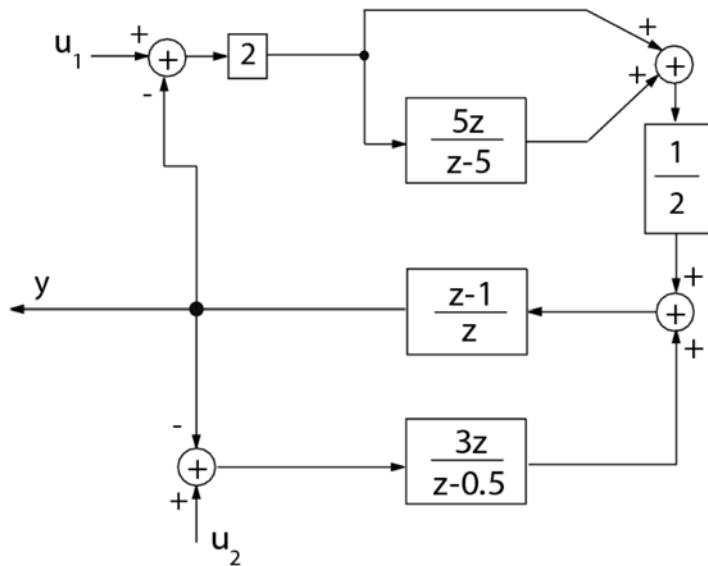 + +
u1 + 2
- + +
5z
z-5
1
2
y
z-1
z
+
+
+
-
+
+
3z
z-0.5
u2